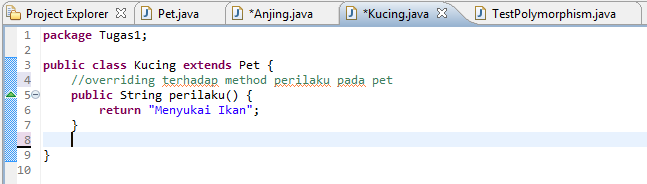 Project Explorer Pet.java *Anjing.java *Kucing.java TestPolymorphism.java
1 package Tugas1;
2
3 public class Kucing extends Pet {
4 //overriding terhadap method perilaku pada pet
5 public String perilaku() {
6 return "Menyukai Ikan";
7 }
8
9 }
10